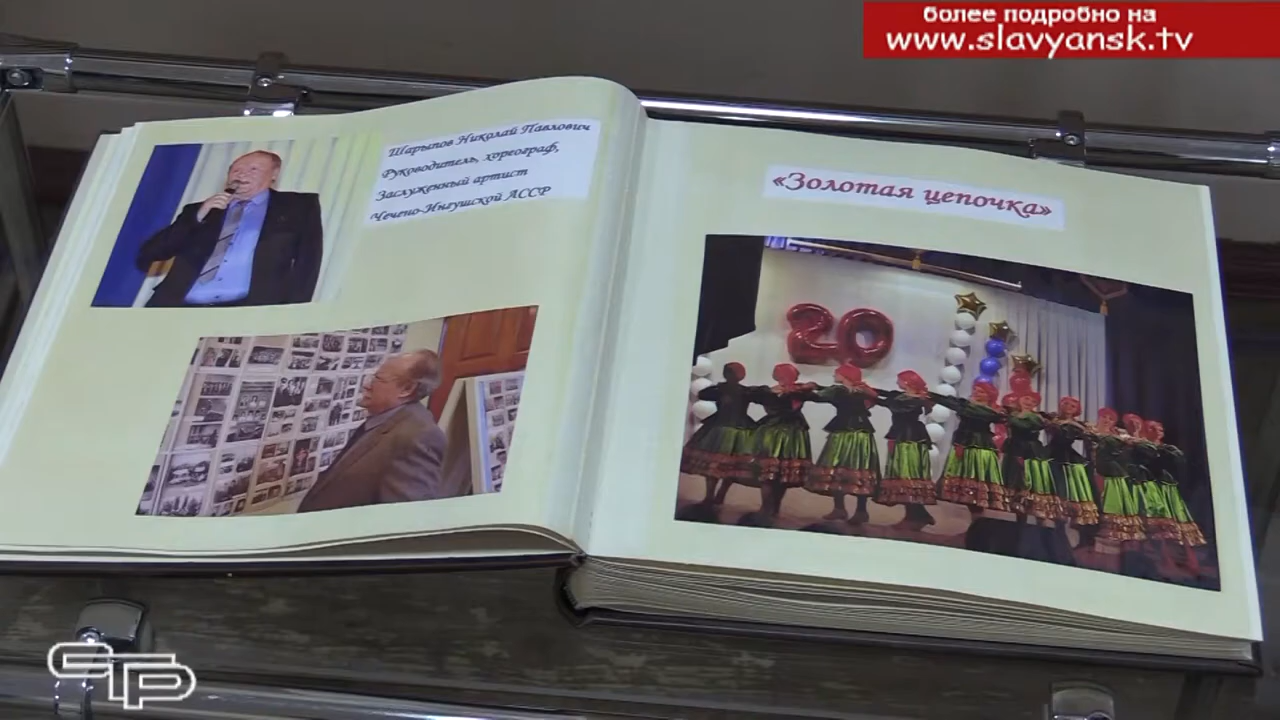 более подробно на
www.slavyansk.tv
Шарыпов Николай Павлович
Руководитель, хореограф,
Заслуженный артист
Чечено-Ингушской АССР
«Золотая цепочка»
20
СТР